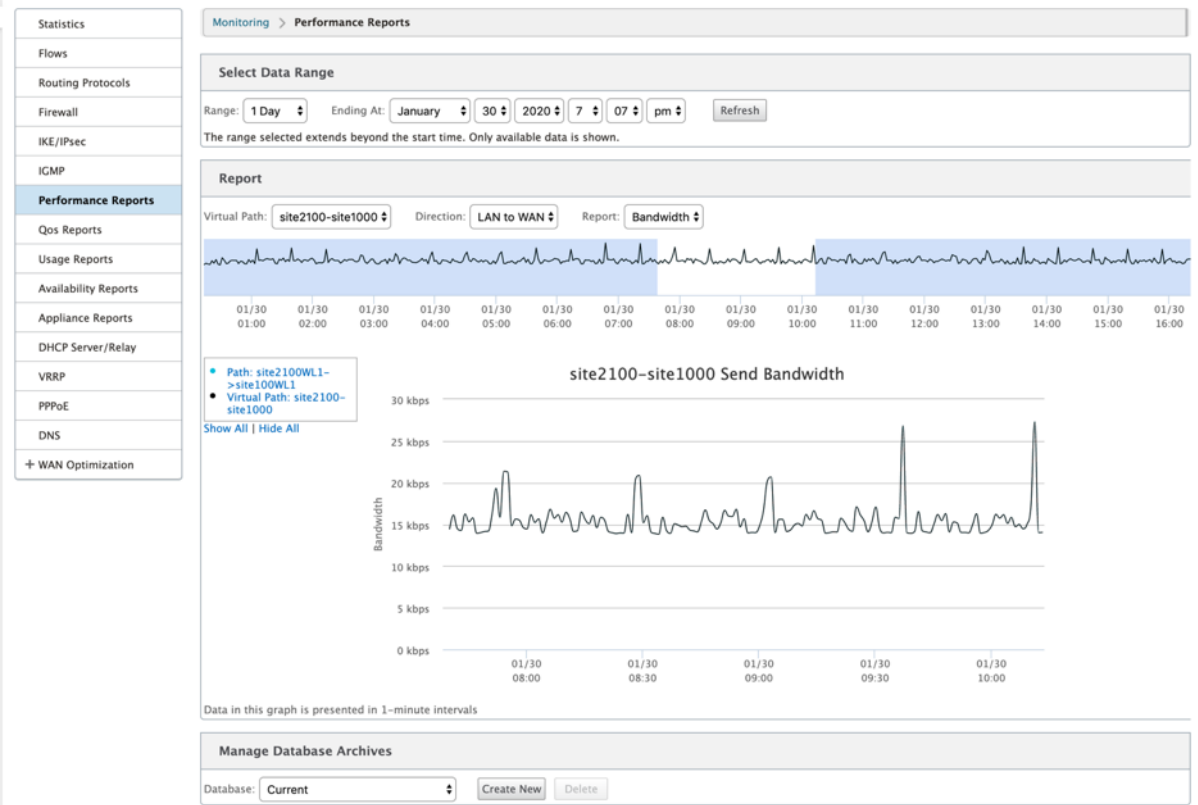 Statistics
Flows
Routing Protocols
Firewall
IKE/IPsec
IGMP
Performance Reports
Qos Reports
Usage Reports
Availability Reports
Appliance Reports
DHCP Server/Relay
VRRP
PPPoE
DNS
+ WAN Optimization
Monitoring > Performance Reports
Select Data Range
Range: 1 Day Ending At: January 30 2020 7 07 pm Refresh
The range selected extends beyond the start time. Only available data is shown.
Report
Virtual Path: site2100-site1000 Direction: LAN to WAN Report: Bandwidth
01/30 01/30 01/30 01/30 01/30 01/30 01/30 01/30 01/30 01/30 01/30 01/30 01/30 01/30 01/30 01/30
01:00 02:00 03:00 04:00 05:00 06:00 07:00 08:00 09:00 10:00 11:00 12:00 13:00 14:00 15:00 16:00
Path: site2100WL1-
>site100WL1
Virtual Path: site2100-
site1000
Show All | Hide All
site2100-site1000 Send Bandwidth
Bandwidth
30 kbps
25 kbps
20 kbps
15 kbps
10 kbps
5 kbps
0 kbps
01/30 01/30 01/30 01/30 01/30
08:00 08:30 09:00 09:30 10:00
Data in this graph is presented in 1-minute intervals
Manage Database Archives
Database: Current Create New Delete